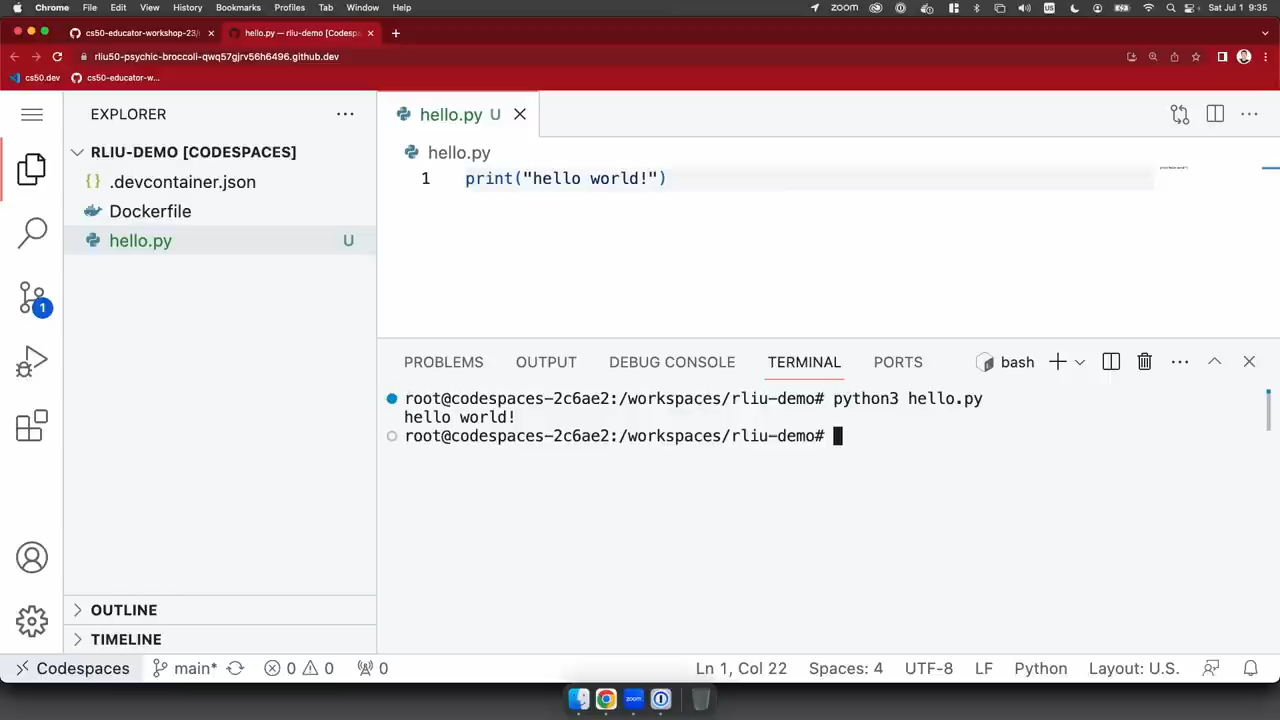 Chrome File Edit View History Bookmarks Profiles Tab Window Help zoom US Sat Jul 1 9:35
cs50-educator-workshop-23/ hello.py — rliu-demo [Codesp
rliu50-psychic-broccoli-qwq57gjrv56h6496.github.dev
cs50.dev cs50-educator-w...
EXPLORER
hello.py U
RLIU-DEMO [CODESPACES]
.devcontainer.json
Dockerfile
hello.py U
1
hello.py
1 print("hello world!")
PROBLEMS OUTPUT DEBUG CONSOLE TERMINAL PORTS bash
root@codespaces-2c6ae2:/workspaces/rliu-demo# python3 hello.py
hello world!
root@codespaces-2c6ae2:/workspaces/rliu-demo#
OUTLINE
TIMELINE
Codespaces main* 0 0 0 Ln 1, Col 22 Spaces: 4 UTF-8 LF Python Layout: U.S.
zoom